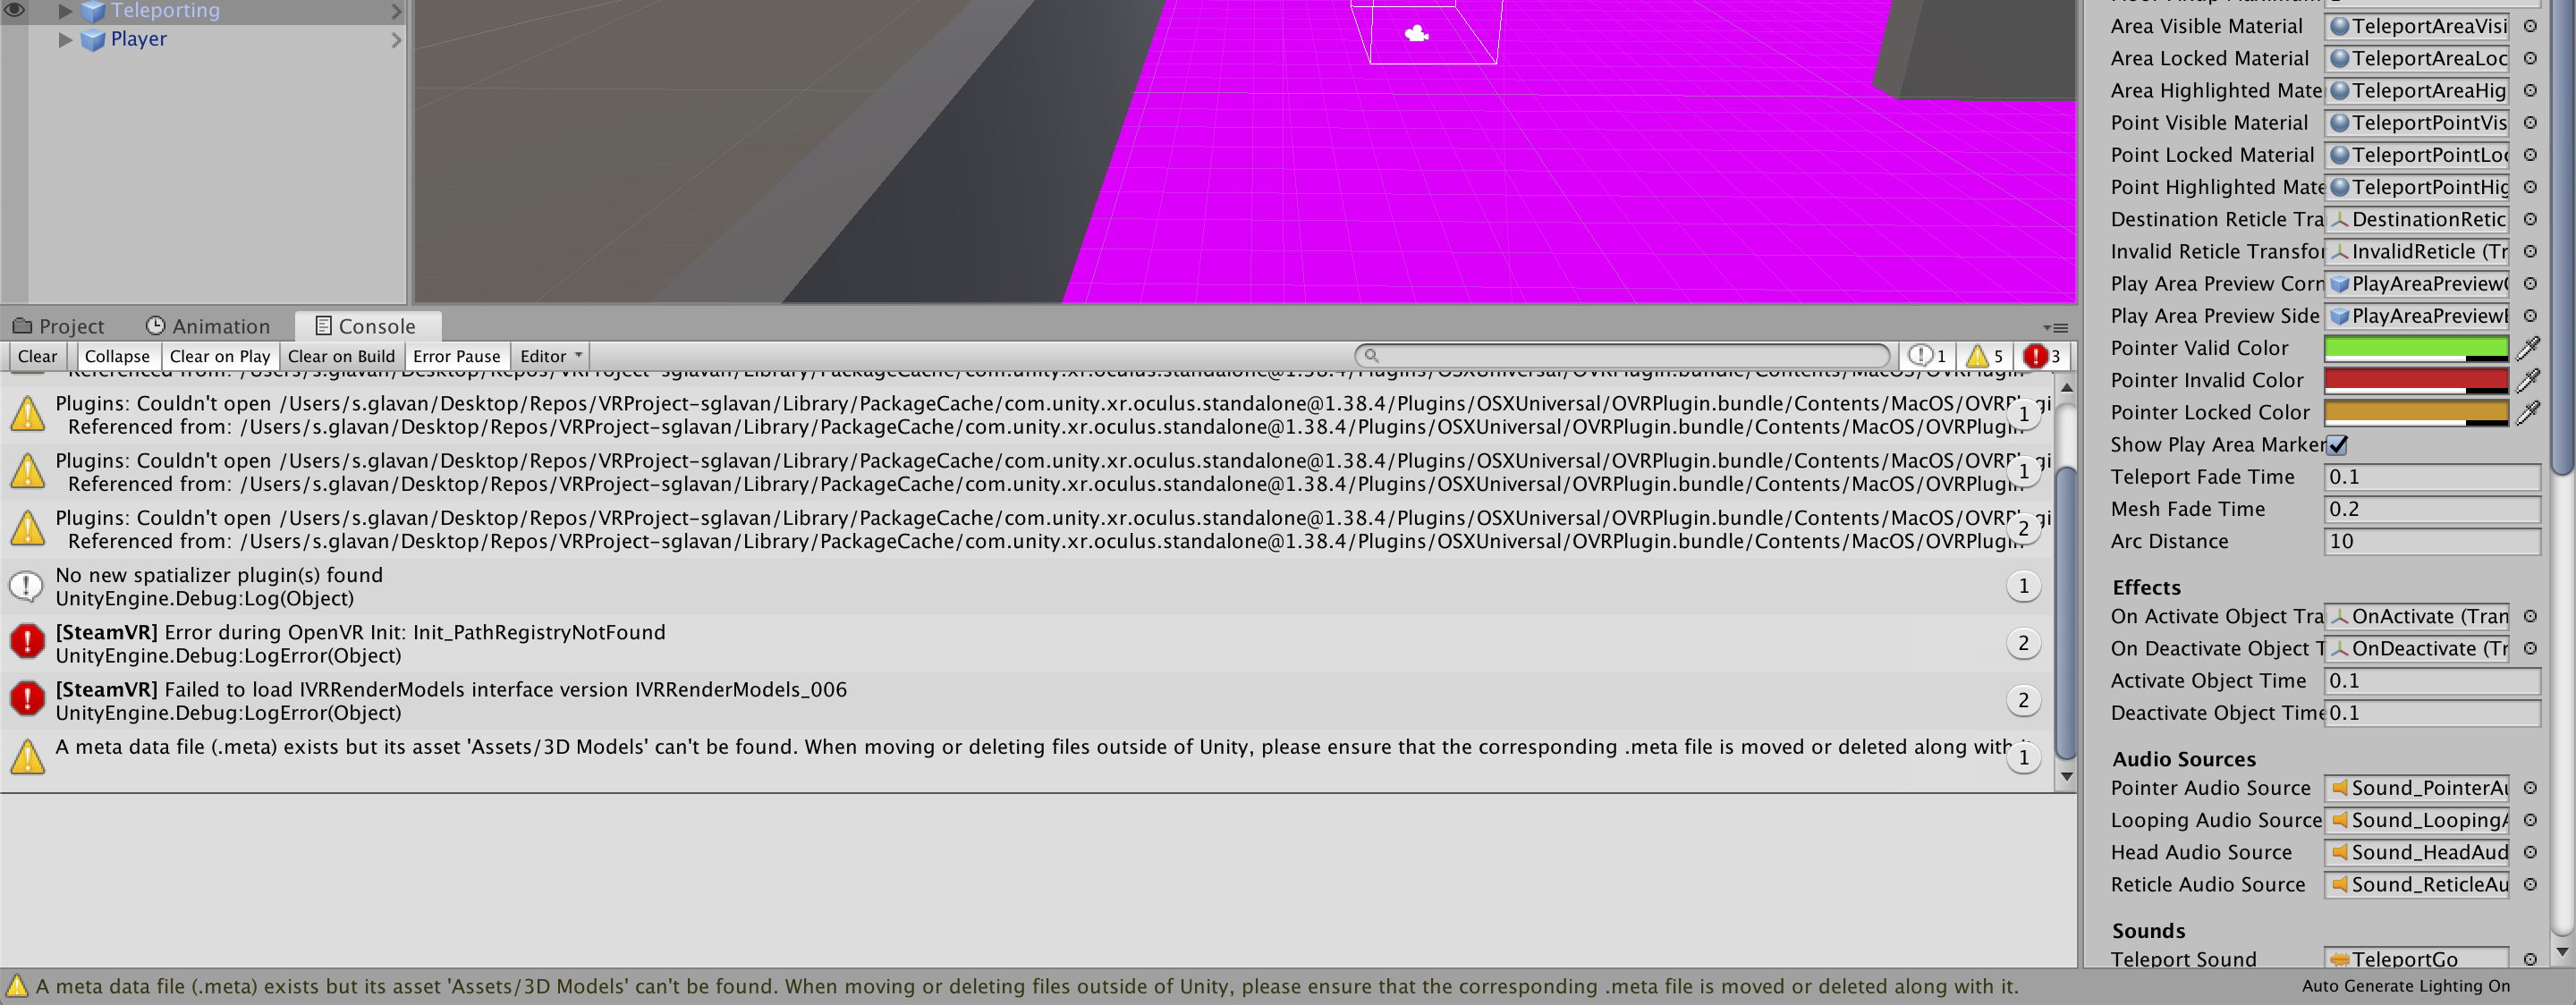 Teleporting
Player
Project
Animation
Console
Clear
Collapse
Clear on Play
Clear on Build
Error Pause
Editor
1
5
3
Referenced from: /Users/s.glavan/Desktop/Repos/VRProject-sglavan/Library/PackageCache/com.unity.xr.oculus.standalone@1.38.4/Plugins/OSXUniversal/OVRPlugin.bundle/Contents/MacOS/OVRPlugin
Plugins: Couldn't open /Users/s.glavan/Desktop/Repos/VRProject-sglavan/Library/PackageCache/com.unity.xr.oculus.standalone@1.38.4/Plugins/OSXUniversal/OVRPlugin.bundle/Contents/MacOS/OVRPlugi
Referenced from: /Users/s.glavan/Desktop/Repos/VRProject-sglavan/Library/PackageCache/com.unity.xr.oculus.standalone@1.38.4/Plugins/OSXUniversal/OVRPlugin.bundle/Contents/MacOS/OVRPlugin
1
Plugins: Couldn't open /Users/s.glavan/Desktop/Repos/VRProject-sglavan/Library/PackageCache/com.unity.xr.oculus.standalone@1.38.4/Plugins/OSXUniversal/OVRPlugin.bundle/Contents/MacOS/OVRPlugi
Referenced from: /Users/s.glavan/Desktop/Repos/VRProject-sglavan/Library/PackageCache/com.unity.xr.oculus.standalone@1.38.4/Plugins/OSXUniversal/OVRPlugin.bundle/Contents/MacOS/OVRPlugin
1
Plugins: Couldn't open /Users/s.glavan/Desktop/Repos/VRProject-sglavan/Library/PackageCache/com.unity.xr.oculus.standalone@1.38.4/Plugins/OSXUniversal/OVRPlugin.bundle/Contents/MacOS/OVRPlugi
Referenced from: /Users/s.glavan/Desktop/Repos/VRProject-sglavan/Library/PackageCache/com.unity.xr.oculus.standalone@1.38.4/Plugins/OSXUniversal/OVRPlugin.bundle/Contents/MacOS/OVRPlugin
2
No new spatializer plugin(s) found
UnityEngine.Debug:Log(Object)
1
[SteamVR] Error during OpenVR Init: Init_PathRegistryNotFound
UnityEngine.Debug:LogError(Object)
2
[SteamVR] Failed to load IVRRenderModels interface version IVRRenderModels_006
UnityEngine.Debug:LogError(Object)
2
A meta data file (.meta) exists but its asset 'Assets/3D Models' can't be found. When moving or deleting files outside of Unity, please ensure that the corresponding .meta file is moved or deleted along with
1
Area Visible Material TeleportAreaVisi
Area Locked Material TeleportAreaLoc
Area Highlighted Mate TeleportAreaHig
Point Visible Material TeleportPointVis
Point Locked Material TeleportPointLoc
Point Highlighted Mate TeleportPointHig
Destination Reticle Tra DestinationRetic
Invalid Reticle Transfor InvalidReticle (Tr
Play Area Preview Corn PlayAreaPreviewC
Play Area Preview Side PlayAreaPreviewE
Pointer Valid Color
Pointer Invalid Color
Pointer Locked Color
Show Play Area Marker
Teleport Fade Time 0.1
Mesh Fade Time 0.2
Arc Distance 10
Effects
On Activate Object Tra OnActivate (Tran
On Deactivate Object T OnDeactivate (Tr
Activate Object Time 0.1
Deactivate Object Time 0.1
Audio Sources
Pointer Audio Source Sound_PointerAu
Looping Audio Source Sound_LoopingA
Head Audio Source Sound_HeadAud
Reticle Audio Source Sound_ReticleAu
Sounds
Teleport Sound TeleportGo
A meta data file (.meta) exists but its asset 'Assets/3D Models' can't be found. When moving or deleting files outside of Unity, please ensure that the corresponding .meta file is moved or deleted along with it.
Auto Generate Lighting On